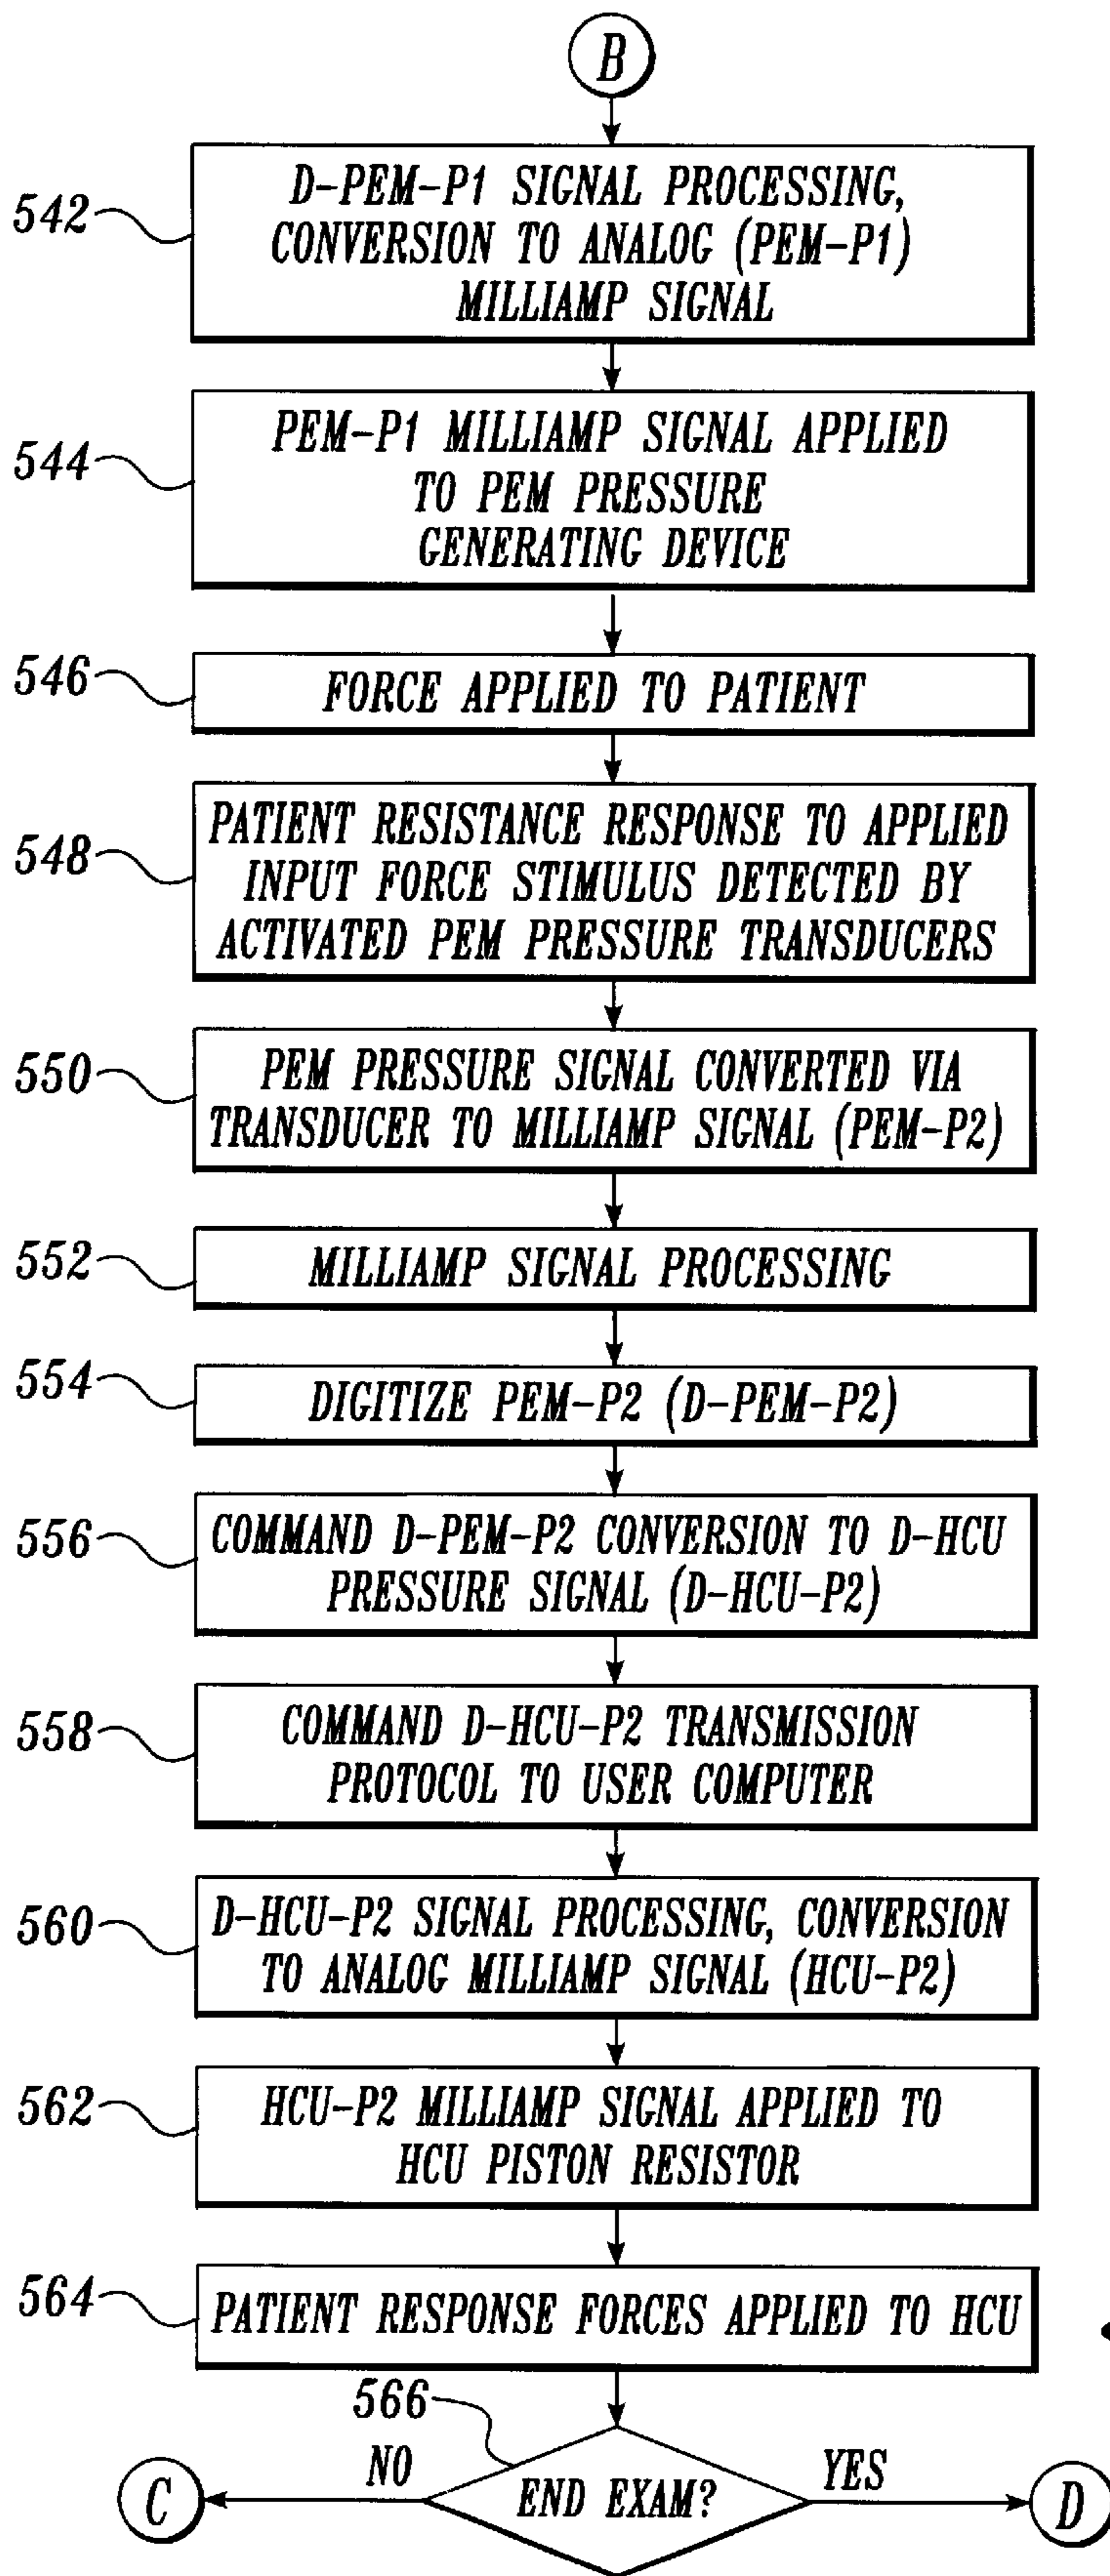 B
542
D-PEM-P1 SIGNAL PROCESSING,
CONVERSION TO ANALOG (PEM-P1)
MILLIAMP SIGNAL
544
PEM-P1 MILLIAMP SIGNAL APPLIED
TO PEM PRESSURE
GENERATING DEVICE
546
FORCE APPLIED TO PATIENT
548
PATIENT RESISTANCE RESPONSE TO APPLIED
INPUT FORCE STIMULUS DETECTED BY
ACTIVATED PEM PRESSURE TRANSDUCERS
550
PEM PRESSURE SIGNAL CONVERTED VIA
TRANSDUCER TO MILLIAMP SIGNAL (PEM-P2)
552
MILLIAMP SIGNAL PROCESSING
554
DIGITIZE PEM-P2 (D-PEM-P2)
556
COMMAND D-PEM-P2 CONVERSION TO D-HCU
PRESSURE SIGNAL (D-HCU-P2)
558
COMMAND D-HCU-P2 TRANSMISSION
PROTOCOL TO USER COMPUTER
560
D-HCU-P2 SIGNAL PROCESSING, CONVERSION
TO ANALOG MILLIAMP SIGNAL (HCU-P2)
562
HCU-P2 MILLIAMP SIGNAL APPLIED TO
HCU PISTON RESISTOR
564
PATIENT RESPONSE FORCES APPLIED TO HCU
566
NO
YES
C
END EXAM?
D